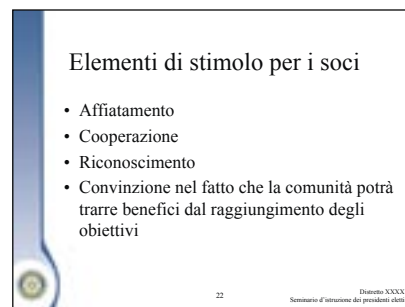 Elementi di stimolo per i soci
• Affiatamento
• Cooperazione
• Riconoscimento
• Convinzione nel fatto che la comunità potrà
trarre benefici dal raggiungimento degli
obiettivi
22
Distretto XXXX
Seminario d'istruzione dei presidenti eletti